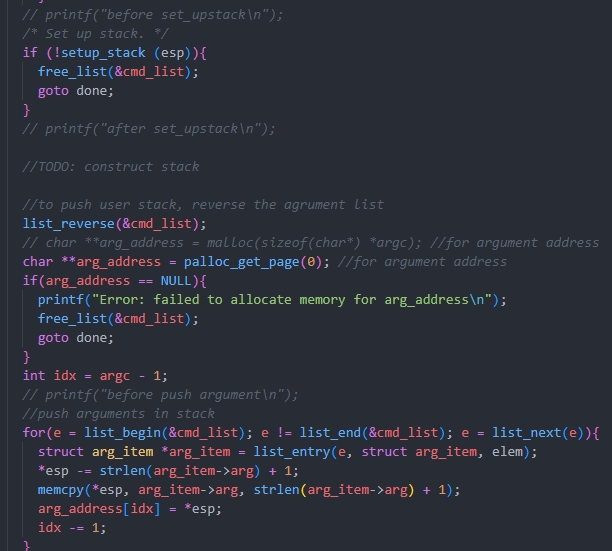 // printf("before set_upstack\n");
/* Set up stack. */
if (!setup_stack (esp)){
free_list(&cmd_list);
goto done;
}
// printf("after set_upstack\n");
//TODO: construct stack
//to push user stack, reverse the agrument list
list_reverse(&cmd_list);
// char **arg_address = malloc(sizeof(char*) *argc); //for argument address
char **arg_address = palloc_get_page(0); //for argument address
if(arg_address == NULL){
printf("Error: failed to allocate memory for arg_address\n");
free_list(&cmd_list);
goto done;
}
int idx = argc - 1;
// printf("before push argument\n");
//push arguments in stack
for(e = list_begin(&cmd_list); e != list_end(&cmd_list); e = list_next(e)){
struct arg_item *arg_item = list_entry(e, struct arg_item, elem);
*esp -= strlen(arg_item->arg) + 1;
memcpy(*esp, arg_item->arg, strlen(arg_item->arg) + 1);
arg_address[idx] = *esp;
idx -= 1;
}